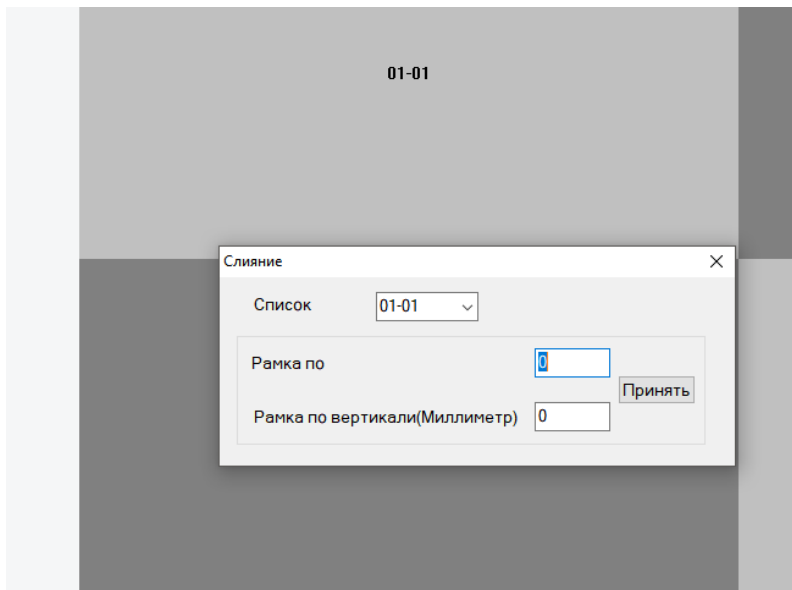 01-01
Слияние
Список 01-01
Рамка по 0
Принять
Рамка по вертикали(Миллиметр) 0